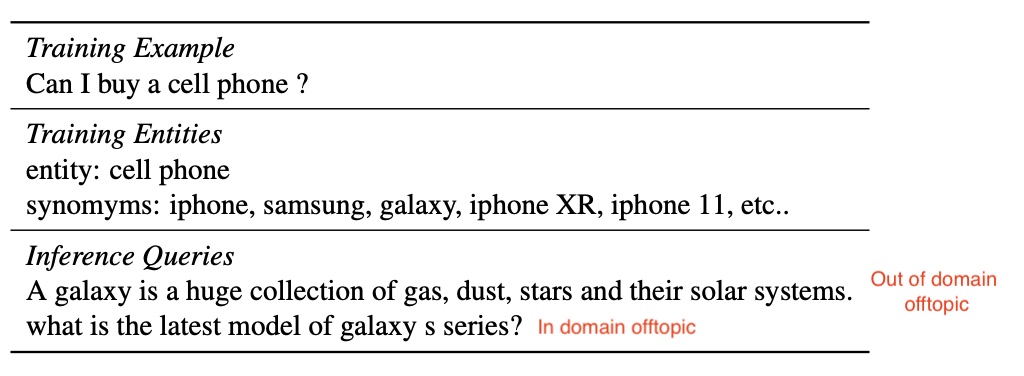 Training Example
Can I buy a cell phone ?
Training Entities
entity: cell phone
synomyms: iphone, samsung, galaxy, iphone XR, iphone 11, etc..
Inference Queries
A galaxy is a huge collection of gas, dust, stars and their solar systems.
Out of domain
offtopic
what is the latest model of galaxy s series? In domain offtopic